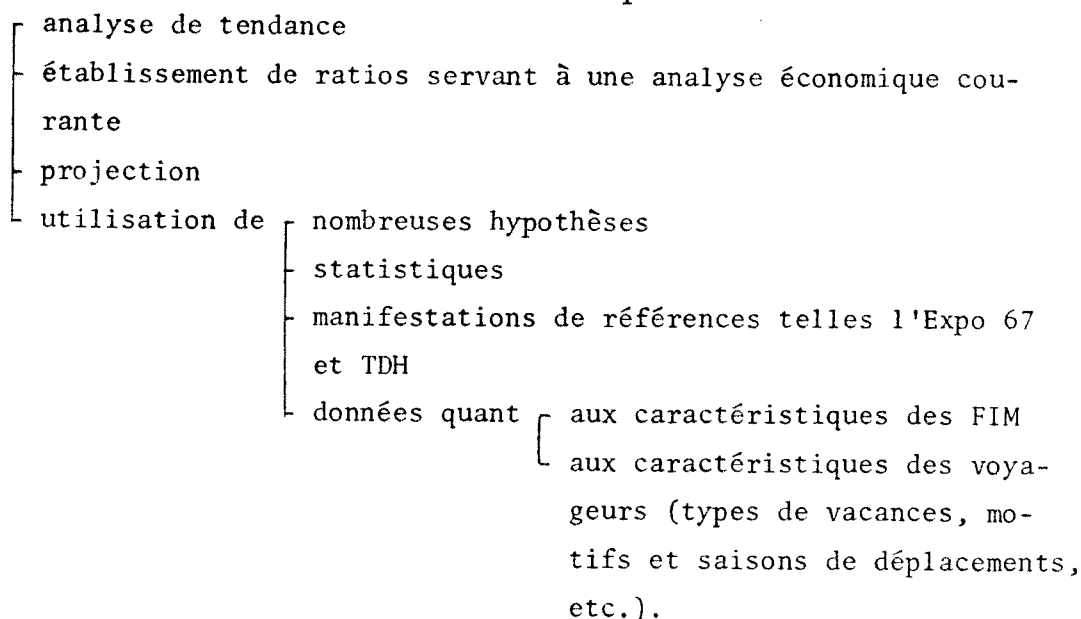 analyse de tendance
établissement de ratios servant à une analyse économique cou-
rante
projection
utilisation de nombreuses hypothèses
statistiques
manifestations de références telles l'Expo 67
et TDH
données quant aux caractéristiques des FIM
aux caractéristiques des voya-
geurs (types de vacances, mo-
tifs et saisons de déplacements,
etc.).